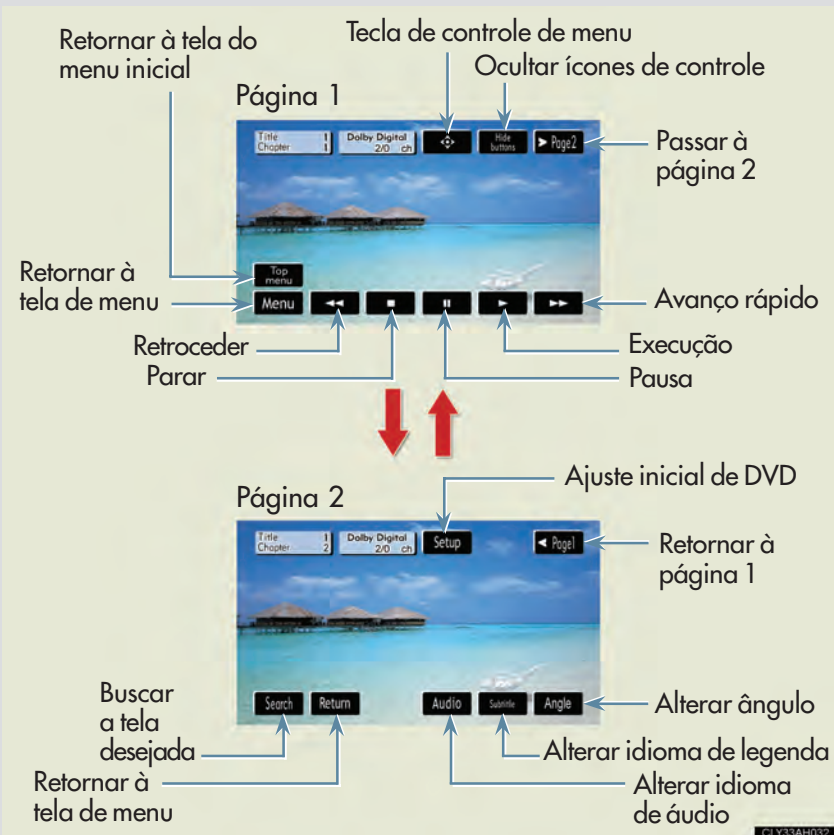 Retornar à tela do
menu inicial
Tecla de controle de menu
Ocultar ícones de controle
Página 1
Title 1
Chapter 1
Dolby Digital
2/0 ch
Hide
buttons
Page2
Passar à
página 2
Top
menu
Retornar à
tela de menu
Menu
Avanço rápido
Retroceder
Execução
Parar
Pausa
Ajuste inicial de DVD
Página 2
Title 1
Chapter 2
Dolby Digital
2/0 ch
Setup
Page1
Retornar à
página 1
Buscar
a tela
desejada
Search
Return
Audio
Subtitle
Angle
Alterar ângulo
Alterar idioma de legenda
Retornar à
tela de menu
Alterar idioma
de áudio
CLY33AH032